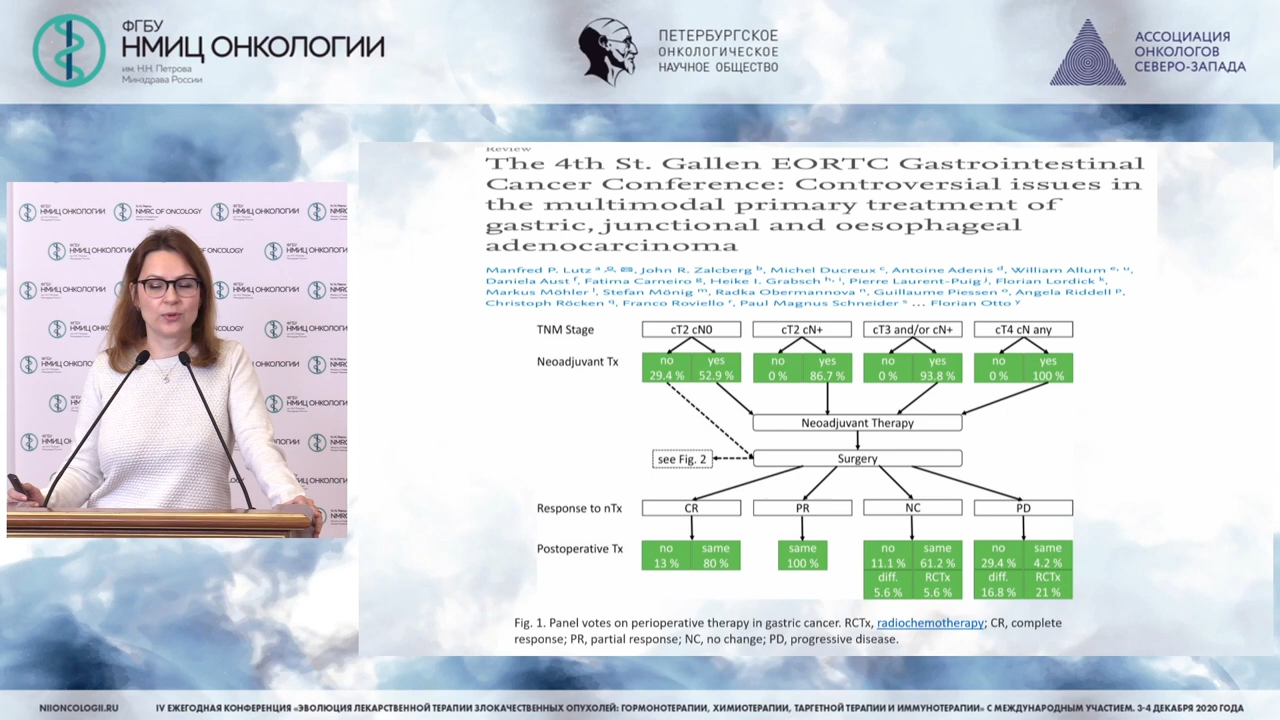 ФГБУ
НМИЦ ОНКОЛОГИИ
им. Н.Н. Петрова
Минздрава России
ПЕТЕРБУРГСКОЕ
ОНКОЛОГИЧЕСКОЕ
НАУЧНОЕ ОБЩЕСТВО
АССОЦИАЦИЯ
ОНКОЛОГОВ
СЕВЕРО-ЗАПАДА
НМИЦ ОНКОЛОГИИ
NMRC OF ONCOLOGY
НМИЦ ОНКОЛОГИИ
Review
The 4th St. Gallen EORTC Gastrointestinal
Cancer Conference: Controversial issues in
the multimodal primary treatment of
gastric, junctional and oesophageal
adenocarcinoma
Manfred P. Lutz a, John R. Zalcberg b, Michel Ducreux c, Antoine Adenis d, William Allum e, u,
Daniela Aust f, Fatima Carneiro g, Heike I. Grabsch h, i, Pierre Laurent-Puig j, Florian Lordick k,
Markus Möhler l, Stefan Mönig m, Radka Obermannova n, Guillaume Piessen o, Angela Riddell p,
Christoph Röcken q, Franco Roviello r, Paul Magnus Schneider s … Florian Otto y
TNM Stage
cT2 cN0
cT2 cN+
cT3 and/or cN+
cT4 cN any
Neoadjuvant Tx
no yes no yes no yes no yes
29.4 % 52.9 % 0 % 86.7 % 0 % 93.8 % 0 % 100 %
Neoadjuvant Therapy
see Fig. 2
Surgery
Response to nTx
CR
PR
NC
PD
Postoperative Tx
no same same no same no same
13 % 80 % 100 % 11.1 % 61.2 % 29.4 % 4.2 %
diff. RCTx diff. RCTx
5.6 % 5.6 % 16.8 % 21 %
Fig. 1. Panel votes on perioperative therapy in gastric cancer. RCTx, radiochemotherapy; CR, complete
response; PR, partial response; NC, no change; PD, progressive disease.
NIIONCOLOGII.RU
IV ЕЖЕГОДНАЯ КОНФЕРЕНЦИЯ «ЭВОЛЮЦИЯ ЛЕКАРСТВЕННОЙ ТЕРАПИИ ЗЛОКАЧЕСТВЕННЫХ ОПУХОЛЕЙ: ГОРМОНОТЕРАПИИ, ХИМИОТЕРАПИИ, ТАРГЕТНОЙ ТЕРАПИИ И ИММУНОТЕРАПИИ» С МЕЖДУНАРОДНЫМ УЧАСТИЕМ. 3-4 ДЕКАБРЯ 2020 ГОДА